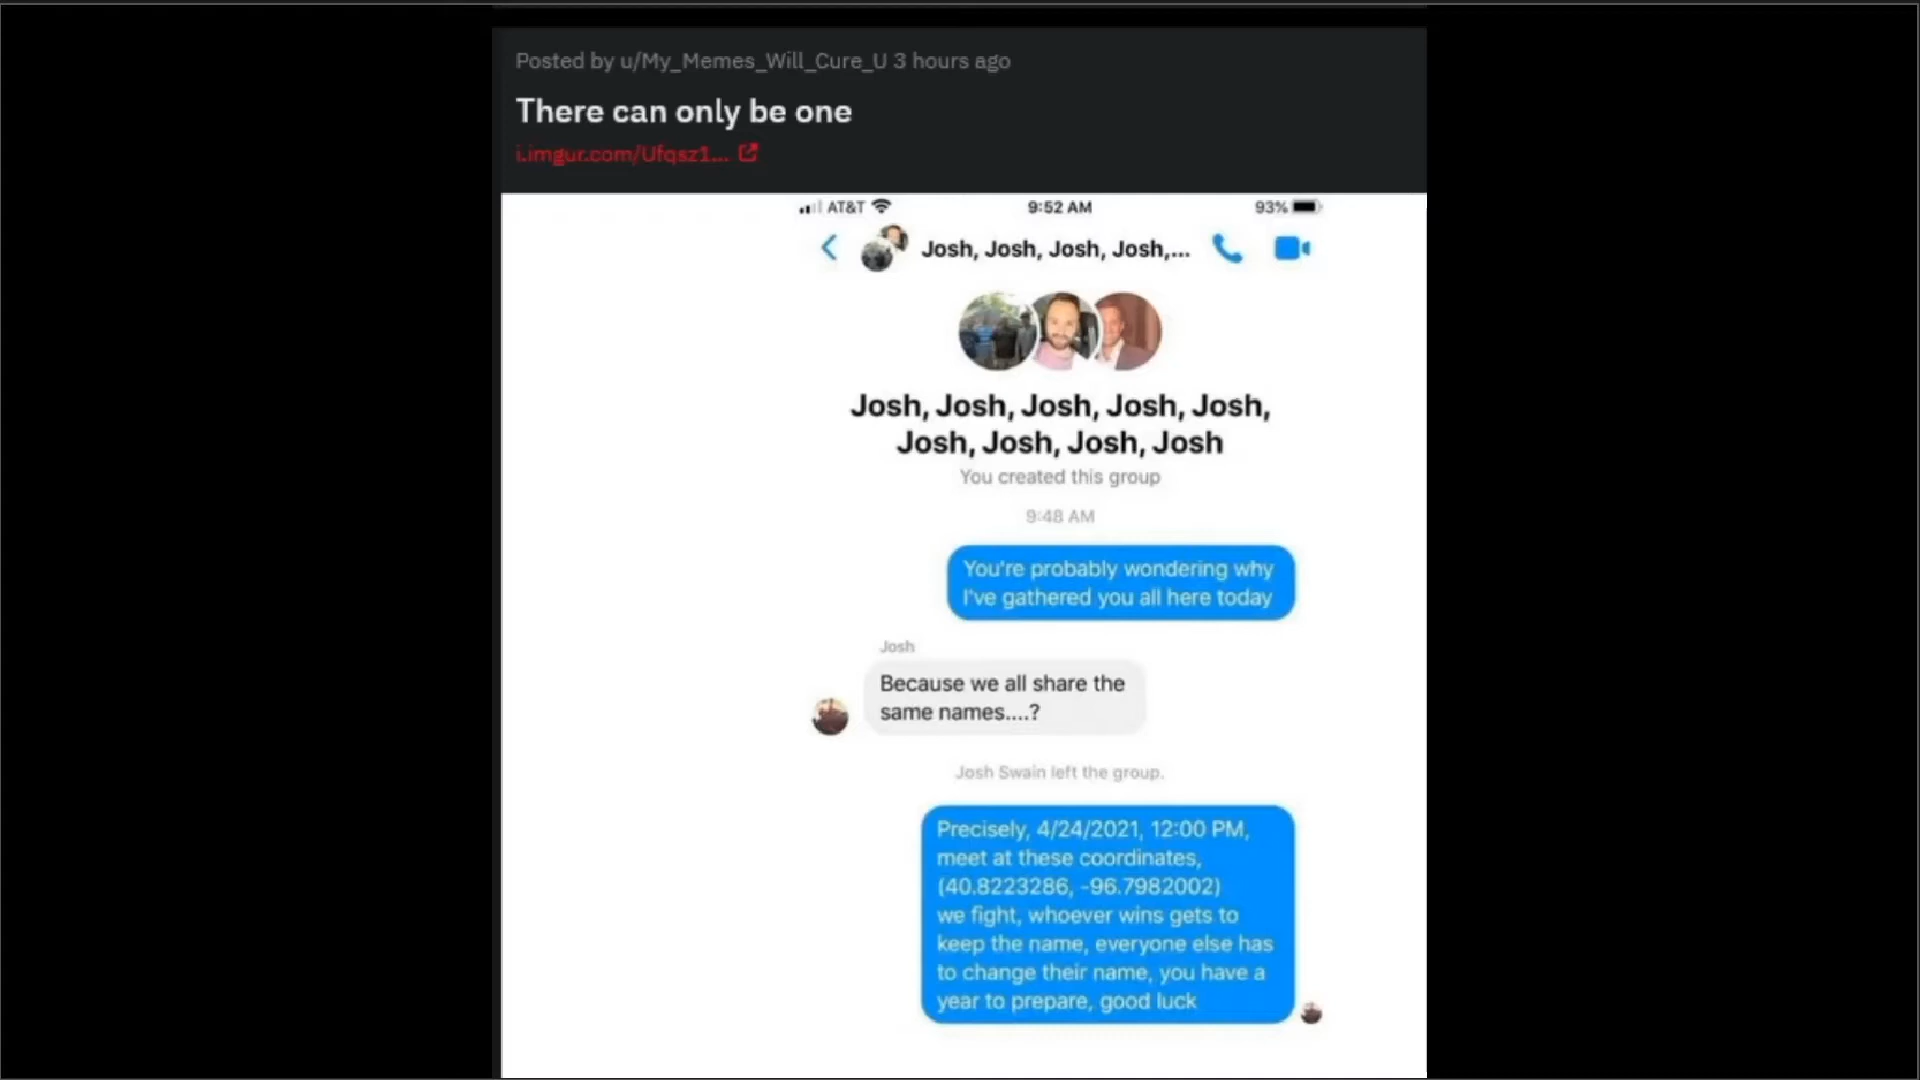 Posted by u/My_Memes_Will_Cure_U 3 hours ago
There can only be one
i.imgur.com/Ufqsz1...
AT&T 9:52 AM 93%
Josh, Josh, Josh, Josh,...
Josh, Josh, Josh, Josh, Josh,
Josh, Josh, Josh, Josh
You created this group
9:48 AM
You're probably wondering why
I've gathered you all here today
Josh
Because we all share the
same names....?
Josh Swain left the group.
Precisely, 4/24/2021, 12:00 PM,
meet at these coordinates,
(40.8223286, -96.7982002)
we fight, whoever wins gets to
keep the name, everyone else has
to change their name, you have a
year to prepare, good luck